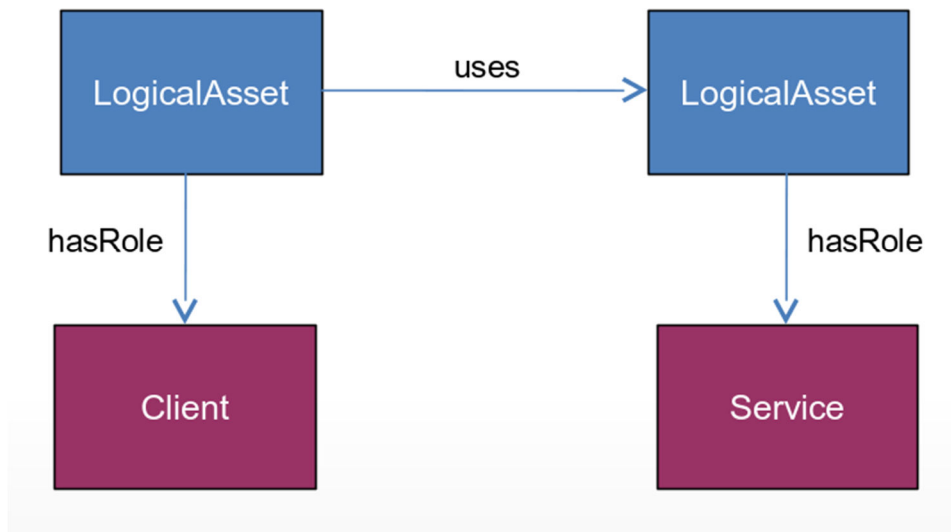 LogicalAsset
uses
LogicalAsset
hasRole
hasRole
Client
Service